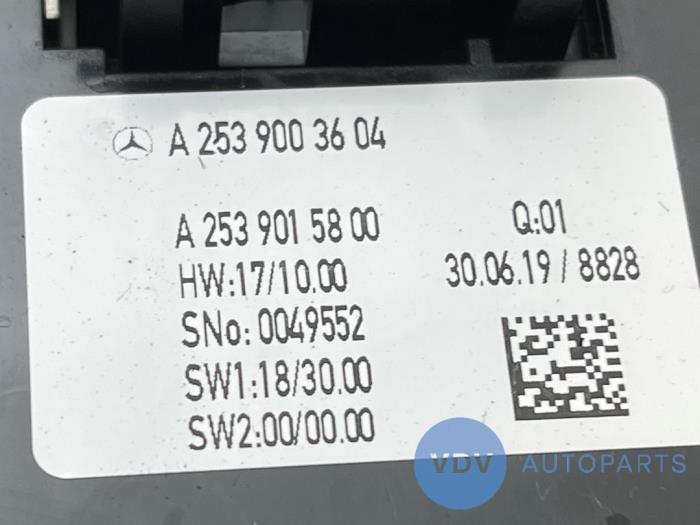 A 253 900 36 04
A 253 901 58 00
Q:01
HW:17/10.00
30.06.19 / 8828
SNo: 0049552
SW1:18/30.00
SW2:00/00.00
VDV AUTOPARTS